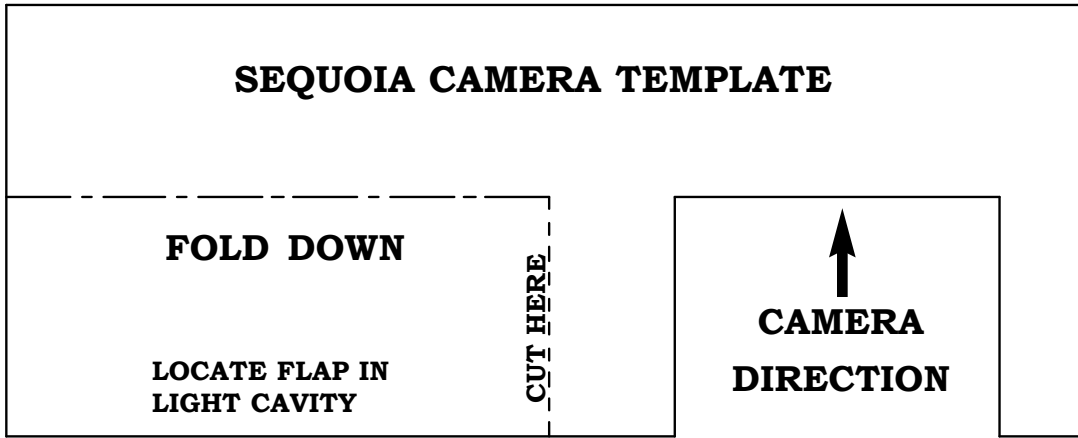 SEQUOIA CAMERA TEMPLATE
FOLD DOWN
LOCATE FLAP IN
LIGHT CAVITY
CUT HERE
CAMERA
DIRECTION